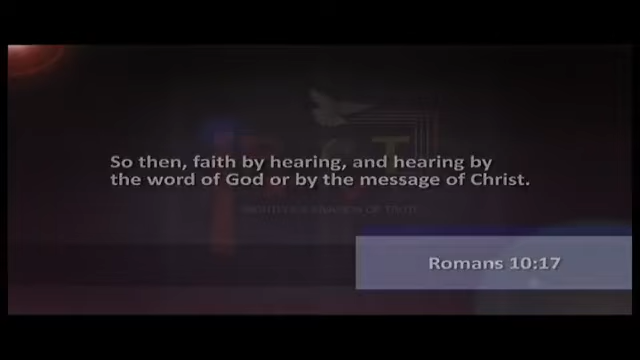 So then, faith by hearing, and hearing by
the word of God or by the message of Christ.
Romans 10:17